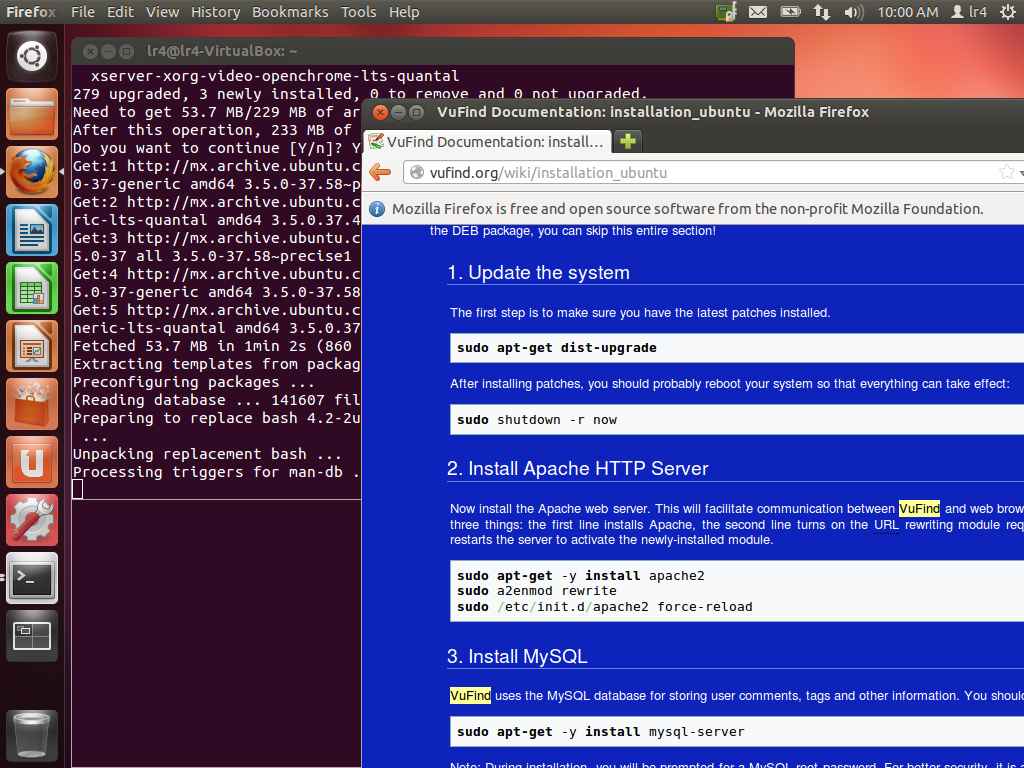 Firefox File Edit View History Bookmarks Tools Help 10:00 AM lr4
lr4@lr4-VirtualBox: ~
xserver-xorg-video-openchrome-lts-quantal
279 upgraded, 3 newly installed, 0 to remove and 0 not upgraded.
Need to get 53.7 MB/229 MB of ar
After this operation, 233 MB of
Do you want to continue [Y/n]? Y
Get:1 http://mx.archive.ubuntu.c
0-37-generic amd64 3.5.0-37.58~p
Get:2 http://mx.archive.ubuntu.c
ric-lts-quantal amd64 3.5.0.37.4
Get:3 http://mx.archive.ubuntu.c
5.0-37 all 3.5.0-37.58~precise1
Get:4 http://mx.archive.ubuntu.c
5.0-37-generic amd64 3.5.0-37.58
Get:5 http://mx.archive.ubuntu.c
neric-lts-quantal amd64 3.5.0.37
Fetched 53.7 MB in 1min 2s (860
Extracting templates from packag
Preconfiguring packages ...
(Reading database ... 141607 fil
Preparing to replace bash 4.2-2u
...
Unpacking replacement bash ...
Processing triggers for man-db .
VuFind Documentation: installation_ubuntu - Mozilla Firefox
VuFind Documentation: install...
vufind.org/wiki/installation_ubuntu
Mozilla Firefox is free and open source software from the non-profit Mozilla Foundation.
the DEB package, you can skip this entire section!
1. Update the system
The first step is to make sure you have the latest patches installed.
sudo apt-get dist-upgrade
After installing patches, you should probably reboot your system so that everything can take effect:
sudo shutdown -r now
2. Install Apache HTTP Server
Now install the Apache web server. This will facilitate communication between VuFind and web brow
three things: the first line installs Apache, the second line turns on the URL rewriting module req
restarts the server to activate the newly-installed module.
sudo apt-get -y install apache2
sudo a2enmod rewrite
sudo /etc/init.d/apache2 force-reload
3. Install MySQL
VuFind uses the MySQL database for storing user comments, tags and other information. You shoul
sudo apt-get -y install mysql-server
Note: During installation, you will be prompted for a MySQL root password. For better security, it is a